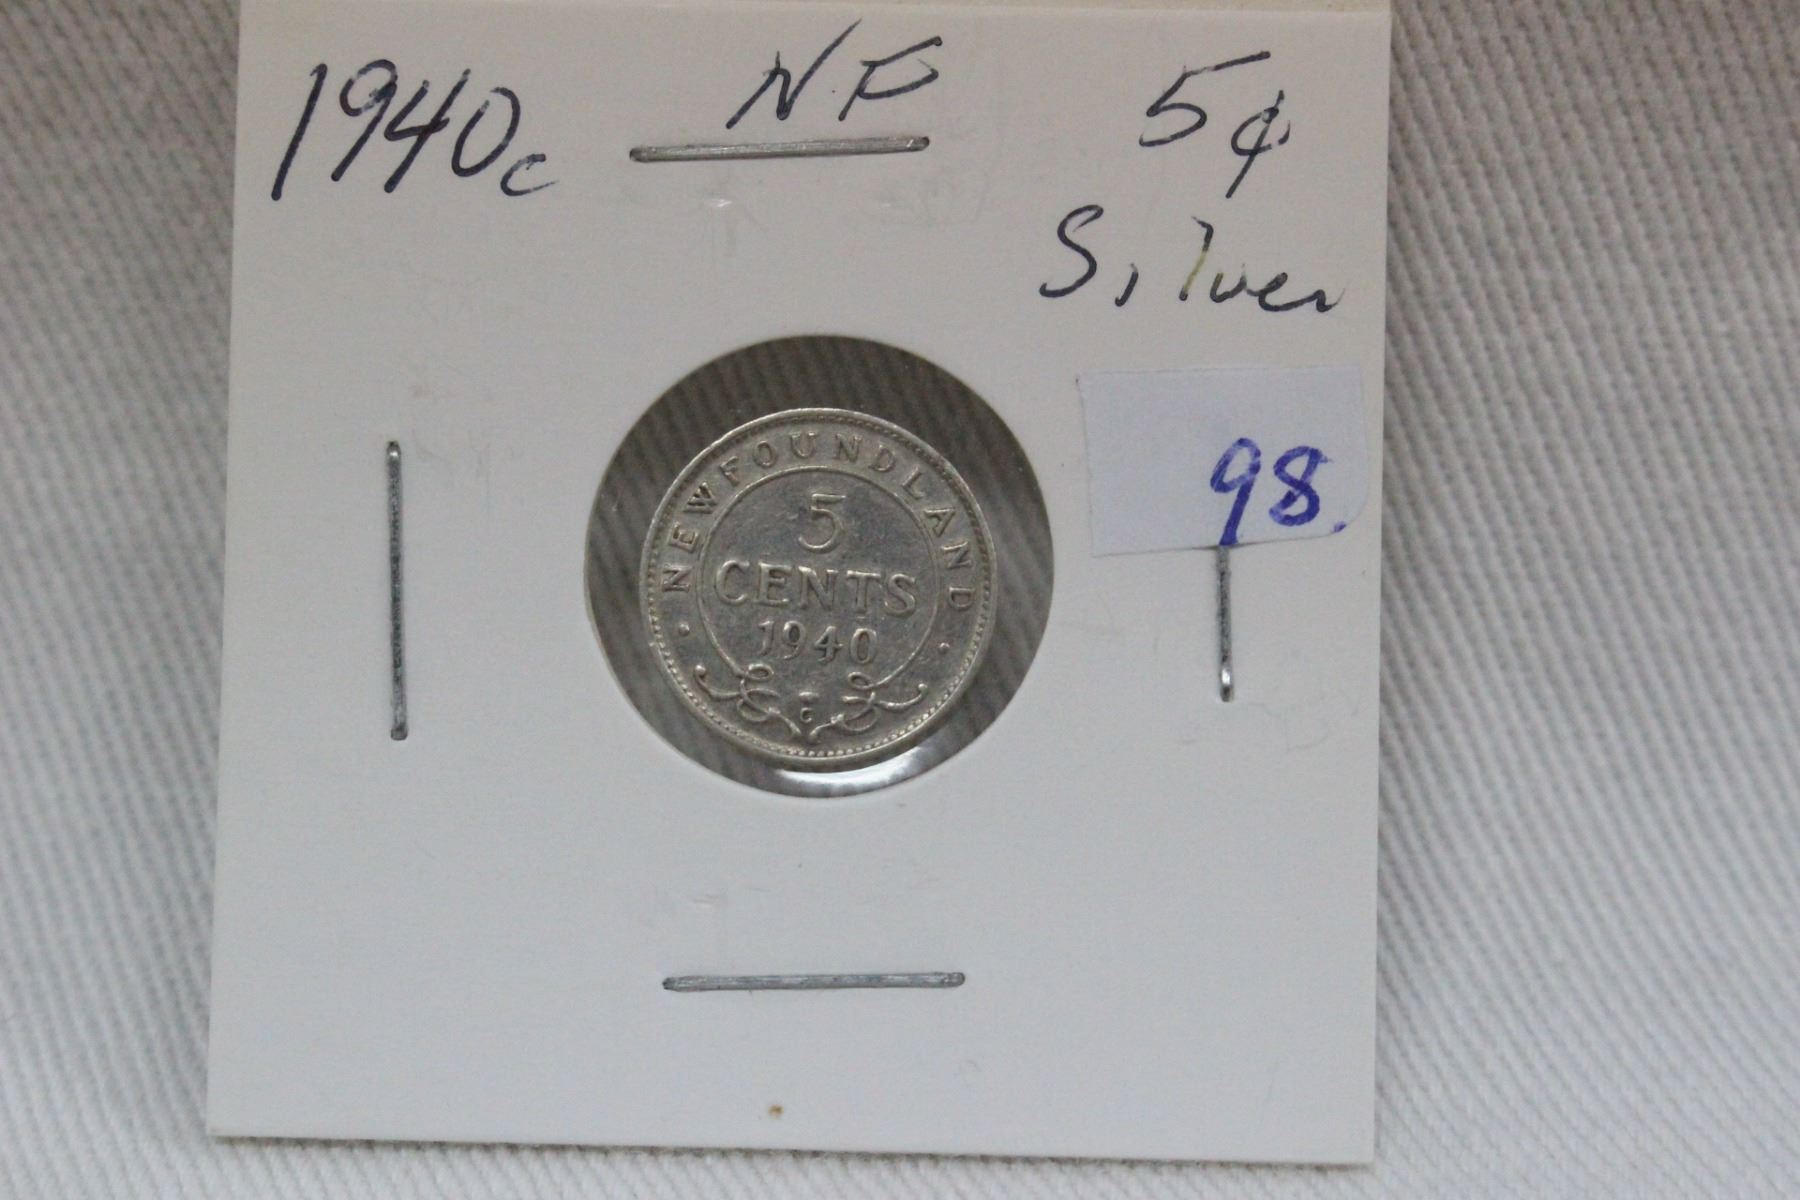 1940c NF 5¢
Silver
98.
NEWFOUNDLAND
5
CENTS
1940
C